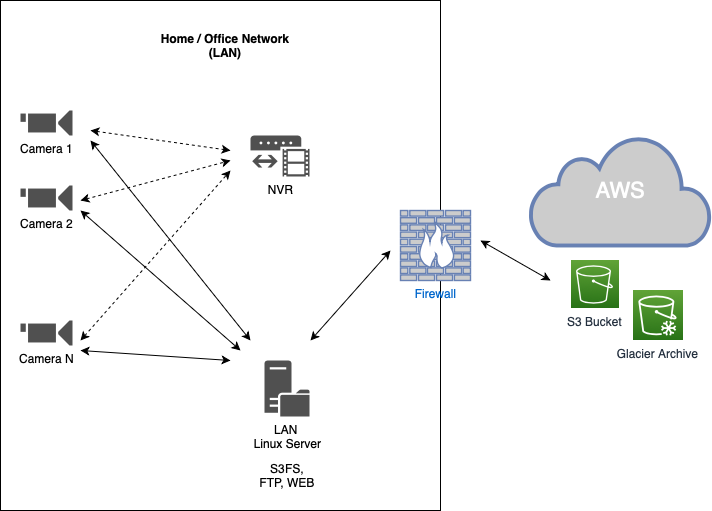 Home / Office Network
(LAN)
Camera 1
NVR
Camera 2
AWS
Firewall
S3 Bucket
Glacier Archive
Camera N
LAN
Linux Server
S3FS,
FTP, WEB